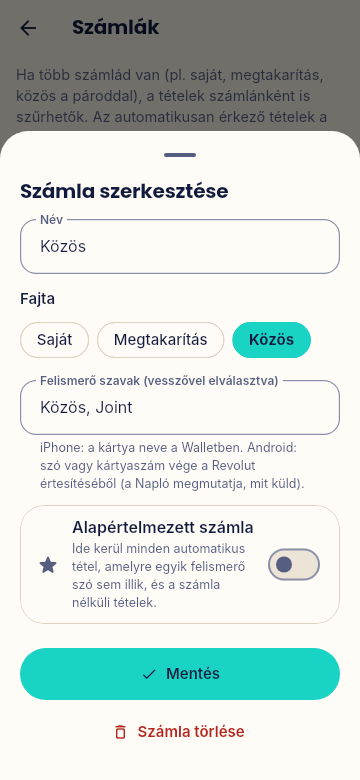 Számlák
Ha több számlád van (pl. saját, megtakarítás,
közös a pároddal), a tételek számlánként is
szűrhetők. Az automatikusan érkező tételek a
Számla szerkesztése
Név
Közös
Fajta
Saját
Megtakarítás
Közös
Felismerő szavak (vesszővel elválasztva)
Közös, Joint
iPhone: a kártya neve a Walletben. Android:
szó vagy kártyaszám vége a Revolut
értesítéséből (a Napló megmutatja, mit küld).
Alapértelmezett számla
Ide kerül minden automatikus
tétel, amelyre egyik felismerő
szó sem illik, és a számla
nélküli tételek.
Mentés
Számla törlése